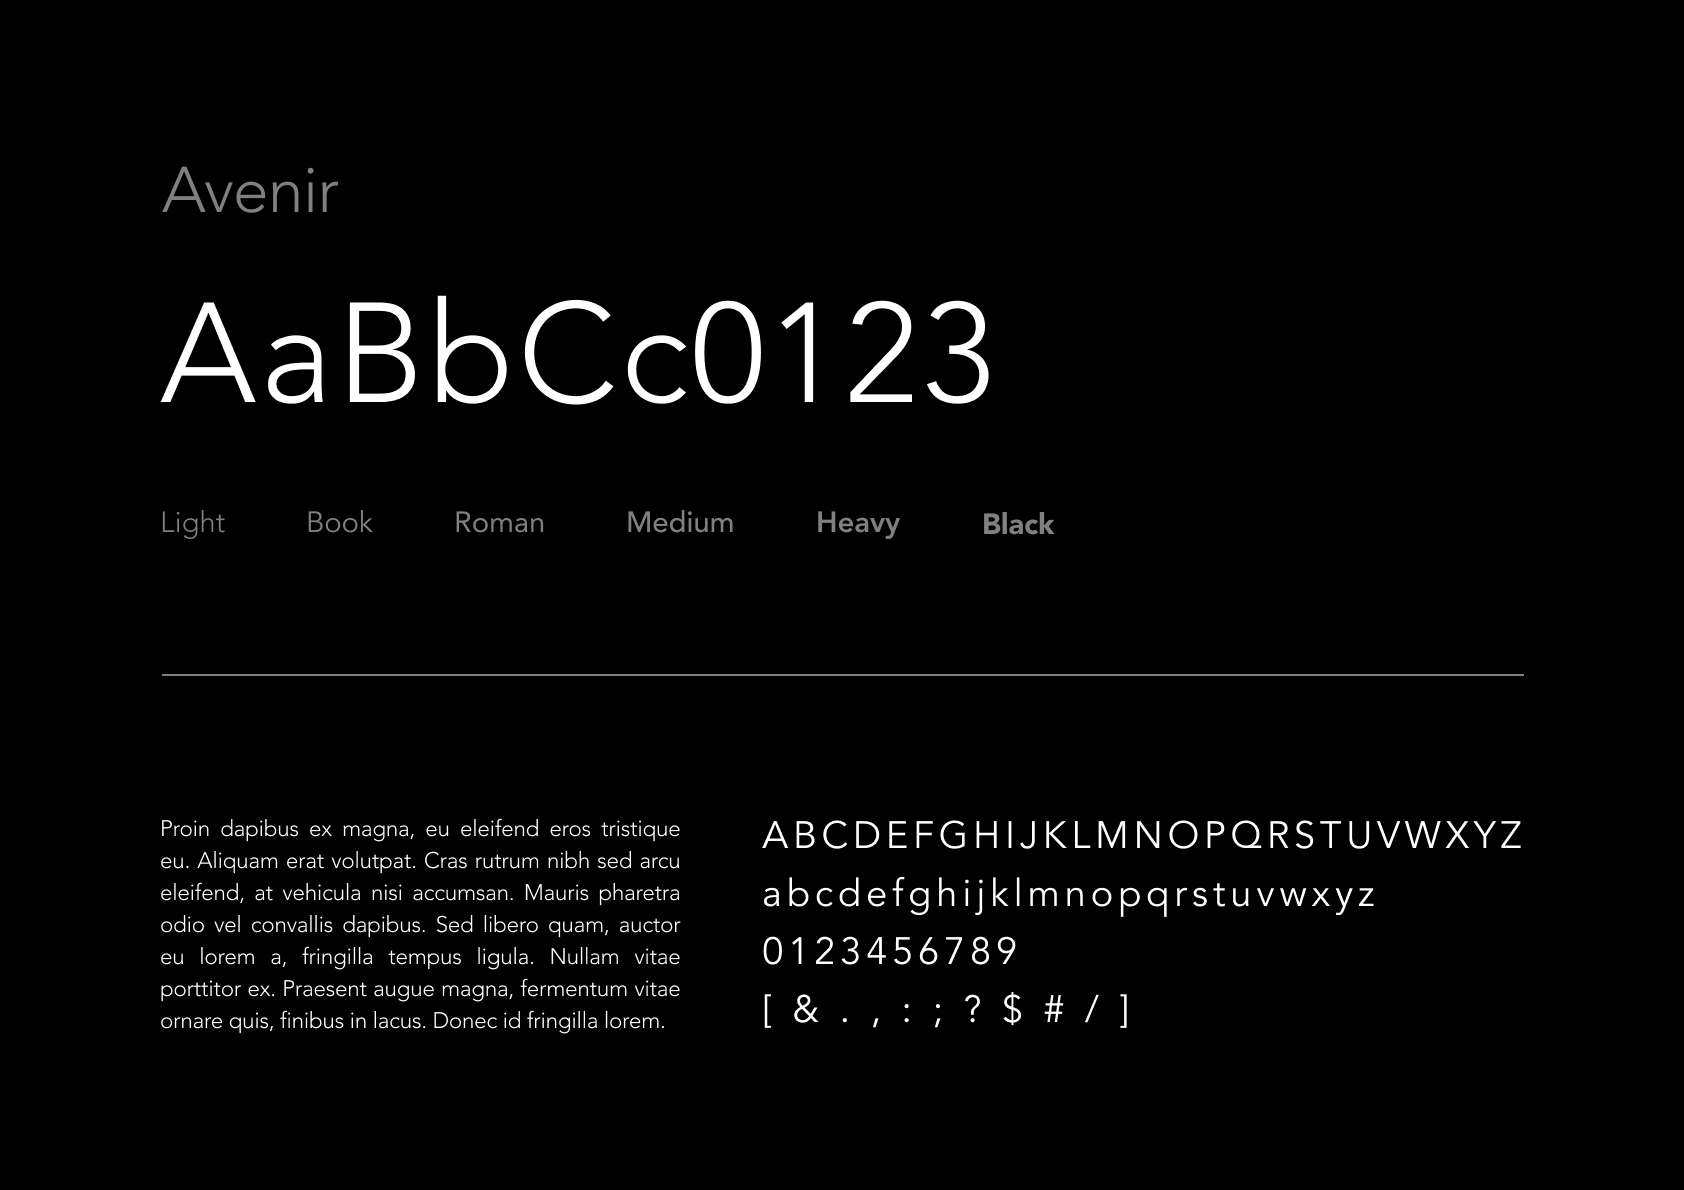 Avenir
AaBbCc0123
Light Book Roman Medium Heavy Black
Proin dapibus ex magna, eu eleifend eros tristique
eu. Aliquam erat volutpat. Cras rutrum nibh sed arcu
eleifend, at vehicula nisi accumsan. Mauris pharetra
odio vel convallis dapibus. Sed libero quam, auctor
eu lorem a, fringilla tempus ligula. Nullam vitae
porttitor ex. Praesent augue magna, fermentum vitae
ornare quis, finibus in lacus. Donec id fringilla lorem.
ABCDEFGHIJKLMNOPQRSTUVWXYZ
abcdefghijklmnopqrstuvwxyz
0123456789
[ & . , : ; ? $ # / ]